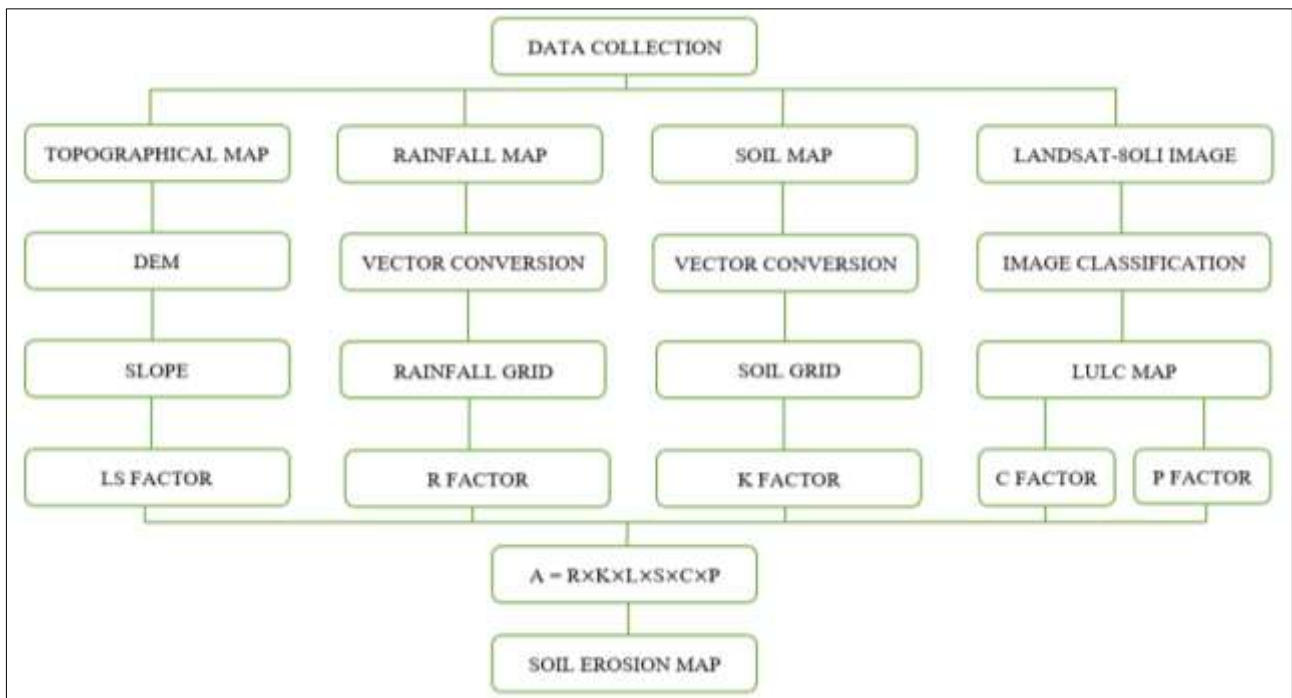 DATA COLLECTION
TOPOGRAPHICAL MAP
RAINFALL MAP
SOIL MAP
LANDSAT-8OLI IMAGE
DEM
VECTOR CONVERSION
VECTOR CONVERSION
IMAGE CLASSIFICATION
SLOPE
RAINFALL GRID
SOIL GRID
LULC MAP
LS FACTOR
R FACTOR
K FACTOR
C FACTOR
P FACTOR
A = R×K×L×S×C×P
SOIL EROSION MAP